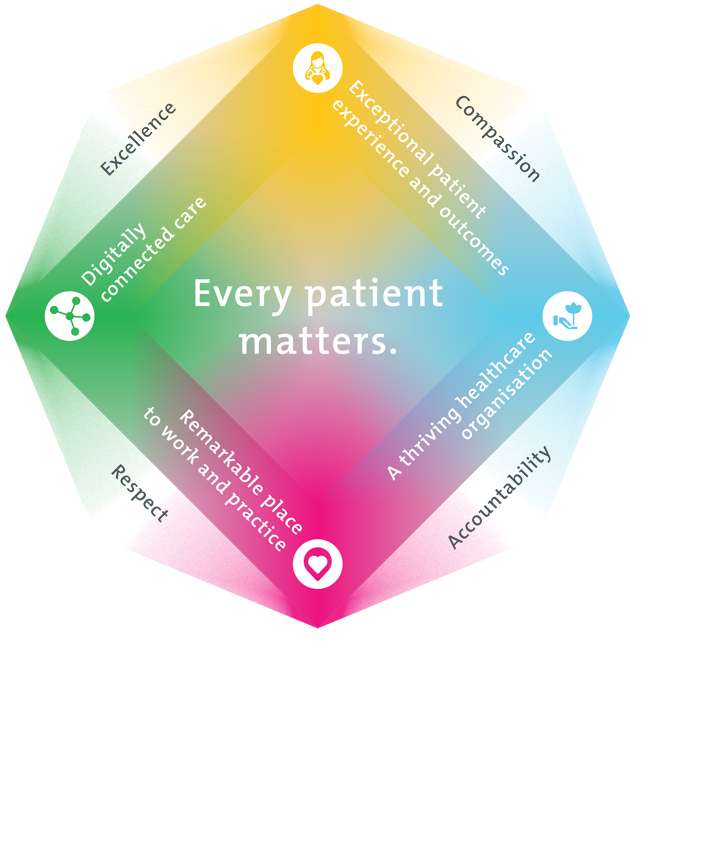 Excellence
Compassion
Exceptional patient
experience and outcomes
Digitally
connected care
Every patient
matters.
A thriving healthcare
organisation
Remarkable place
to work and practice
Respect
Accountability